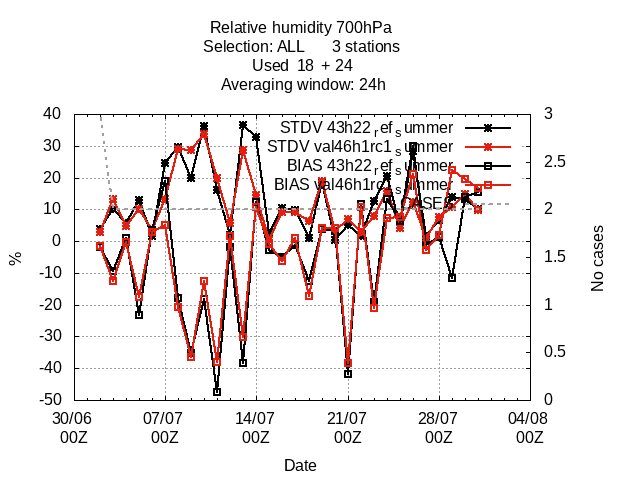 Relative humidity 700hPa
Selection: ALL 3 stations
Used 18 + 24
Averaging window: 24h
STDV 43h22_ref_summer
STDV val46h1rc1_summer
BIAS 43h22_ref_summer
BIAS val46h1rc1_summer
CASES
40
30
20
10
0
-10
-20
-30
-40
-50
%
3
2.5
2
1.5
1
0.5
0
No cases
30/06 07/07 14/07 21/07 28/07 04/08
00Z 00Z 00Z 00Z 00Z 00Z
Date